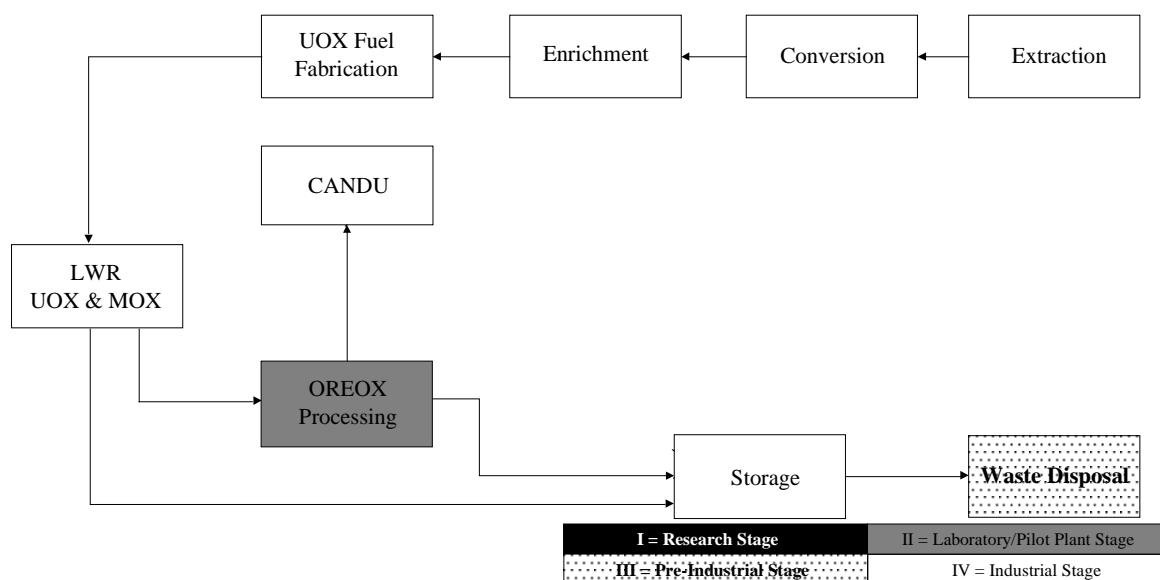 UOX Fuel
Fabrication
Enrichment
Conversion
Extraction
CANDU
LWR
UOX & MOX
OREOX
Processing
Storage
Waste Disposal
I = Research Stage
II = Laboratory/Pilot Plant Stage
III = Pre-Industrial Stage
IV = Industrial Stage